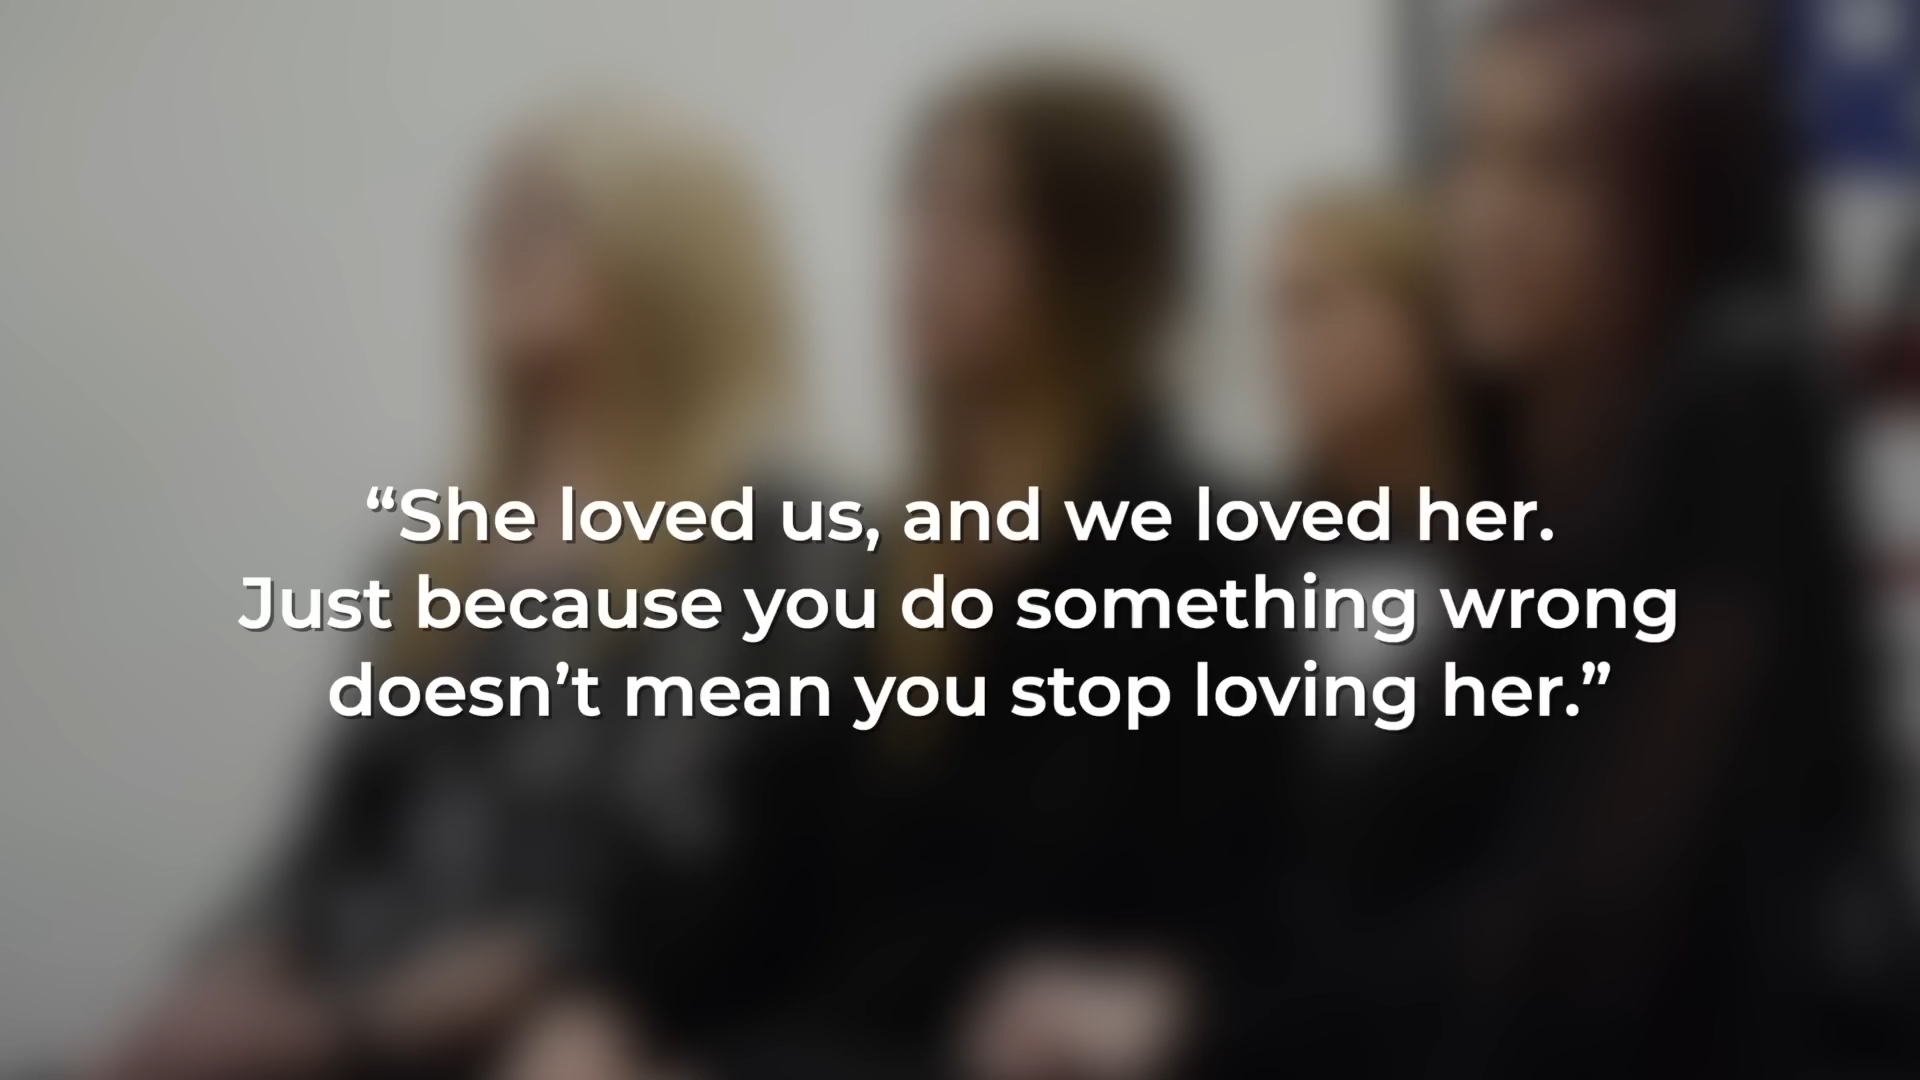 “She loved us, and we loved her.
Just because you do something wrong
doesn’t mean you stop loving her.”